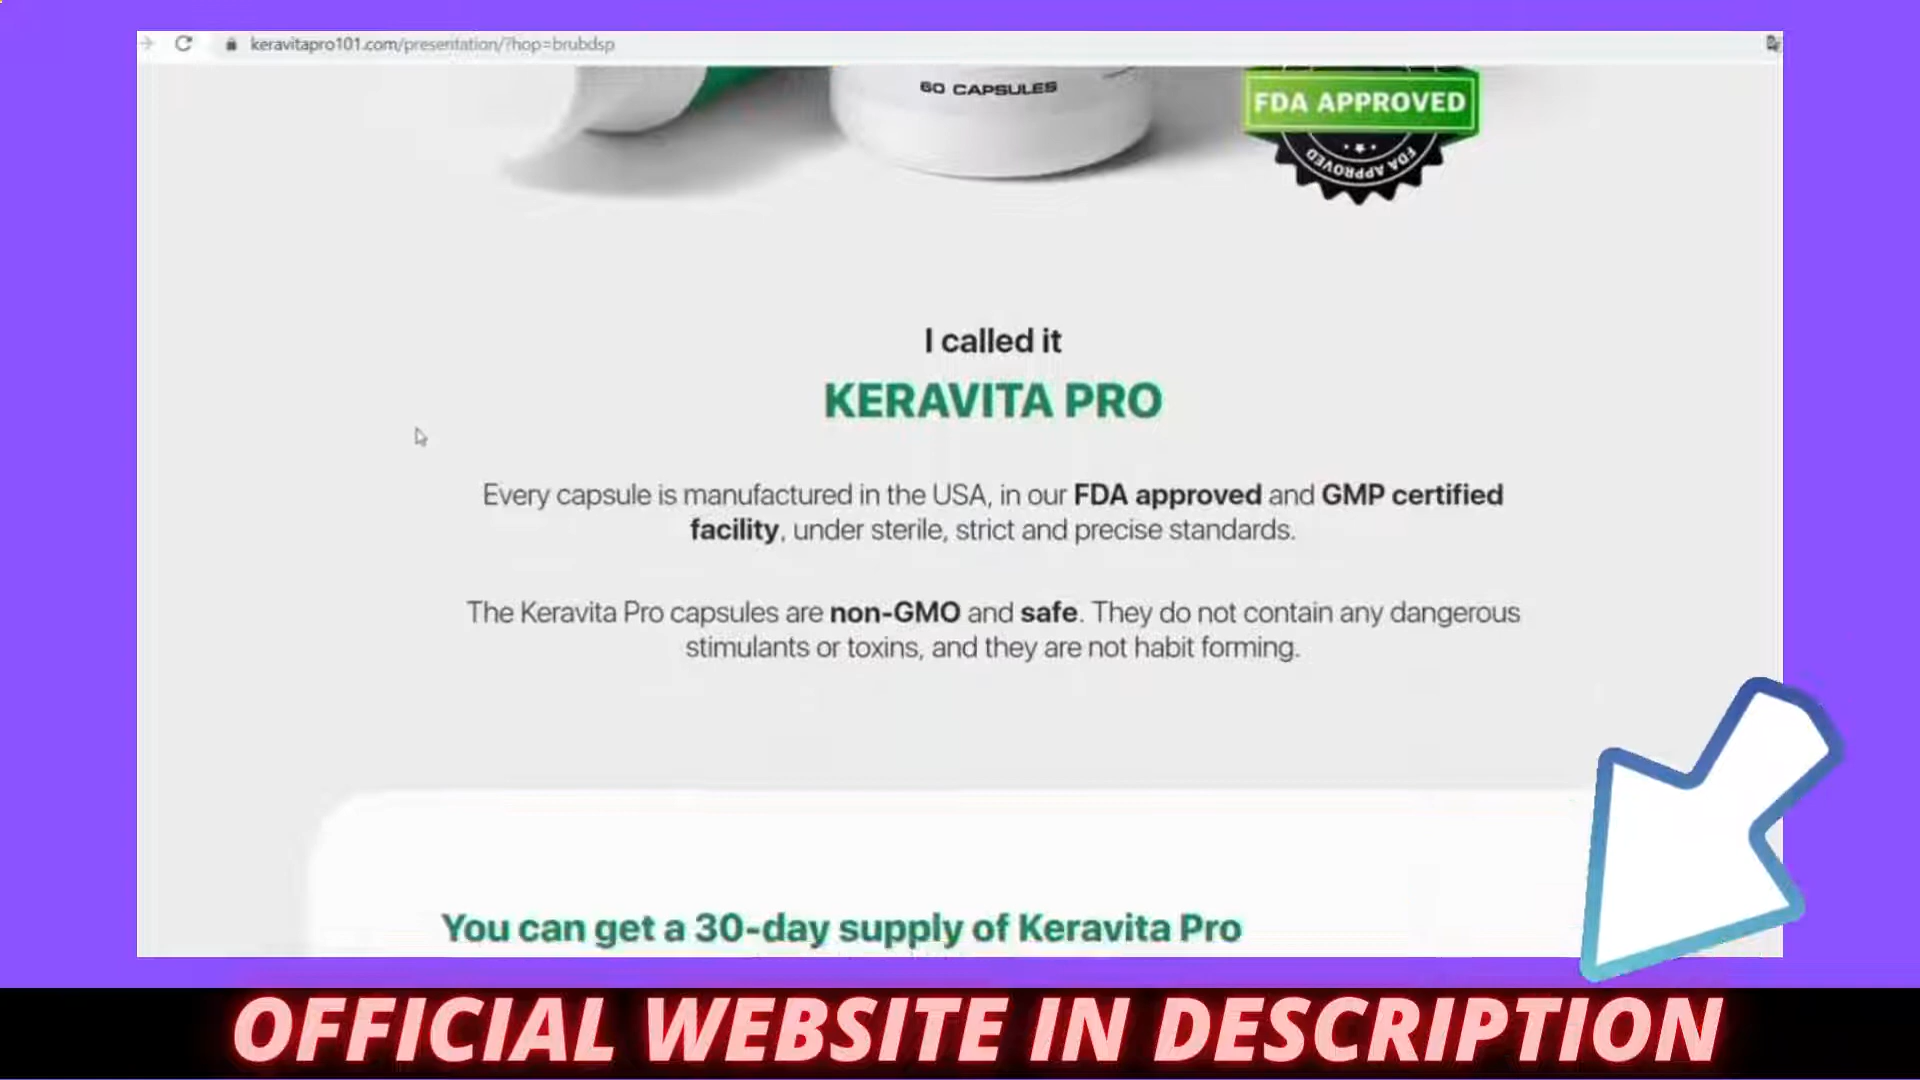 keravitapro101.com/presentation/?hop=brubdsp
60 CAPSULES
FDA APPROVED
FDA APPROVED
I called it
KERAVITA PRO
Every capsule is manufactured in the USA, in our FDA approved and GMP certified
facility, under sterile, strict and precise standards.
The Keravita Pro capsules are non-GMO and safe. They do not contain any dangerous
stimulants or toxins, and they are not habit forming.
You can get a 30-day supply of Keravita Pro
OFFICIAL WEBSITE IN DESCRIPTION